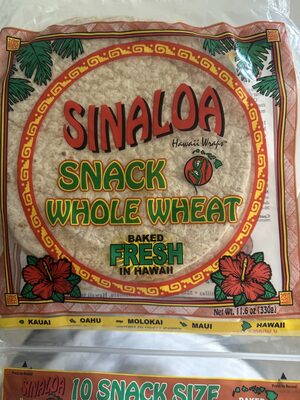 SINALOA
Hawaii Wraps
SNACK
WHOLE WHEAT
BAKED
FRESH
IN HAWAII
Net. Wt. 11.6 oz (330g)
KAUAI OAHU MOLOKAI MAUI HAWAII
SINALOA 10 SNACK SIZE BAKED